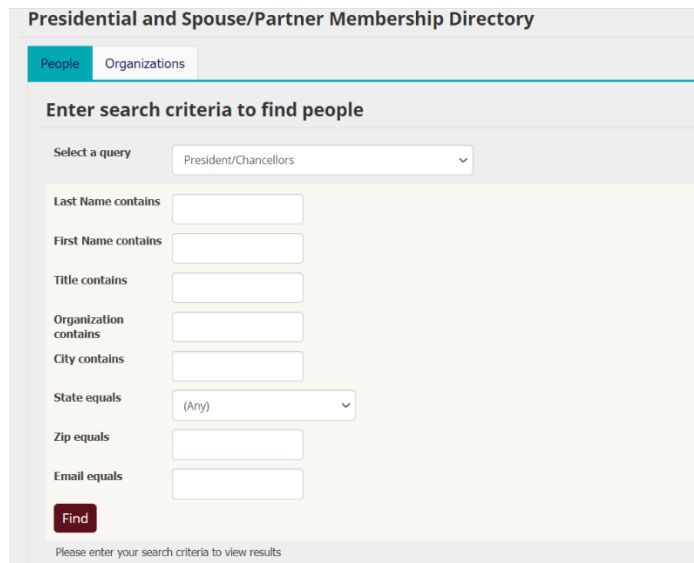 Presidential and Spouse/Partner Membership Directory
People
Organizations
Enter search criteria to find people
Select a query
President/Chancellors
Last Name contains
First Name contains
Title contains
Organization
contains
City contains
State equals
(Any)
Zip equals
Email equals
Find
Please enter your search criteria to view results